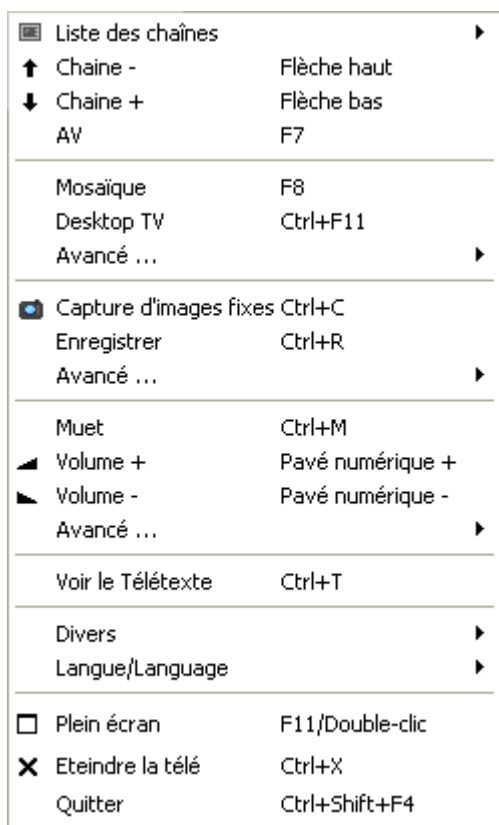 Liste des chaînes
Chaine - Flèche haut
Chaine + Flèche bas
AV F7
Mosaïque F8
Desktop TV Ctrl+F11
Avancé ...
Capture d'images fixes Ctrl+C
Enregistrer Ctrl+R
Avancé ...
Muet Ctrl+M
Volume + Pavé numérique +
Volume - Pavé numérique -
Avancé ...
Voir le Télétexte Ctrl+T
Divers
Langue/Language
Plein écran F11/Double-clic
Eteindre la télé Ctrl+X
Quitter Ctrl+Shift+F4